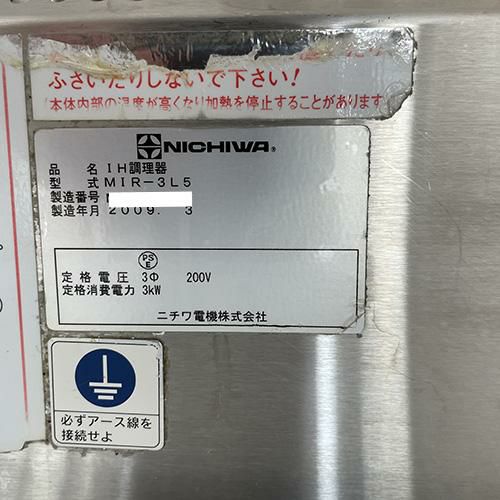 ふさいだりしないで下さい!
本体内部の温度が高くなり加熱を停止することがあります
NICHIWA®
品 名 IH調理器
型 式 MIR-3L5
製造番号
製造年月 2009. 3
PS
E
定格電圧 3Φ 200V
定格消費電力 3kW
ニチワ電機株式会社
必ずアース線を
接続せよ